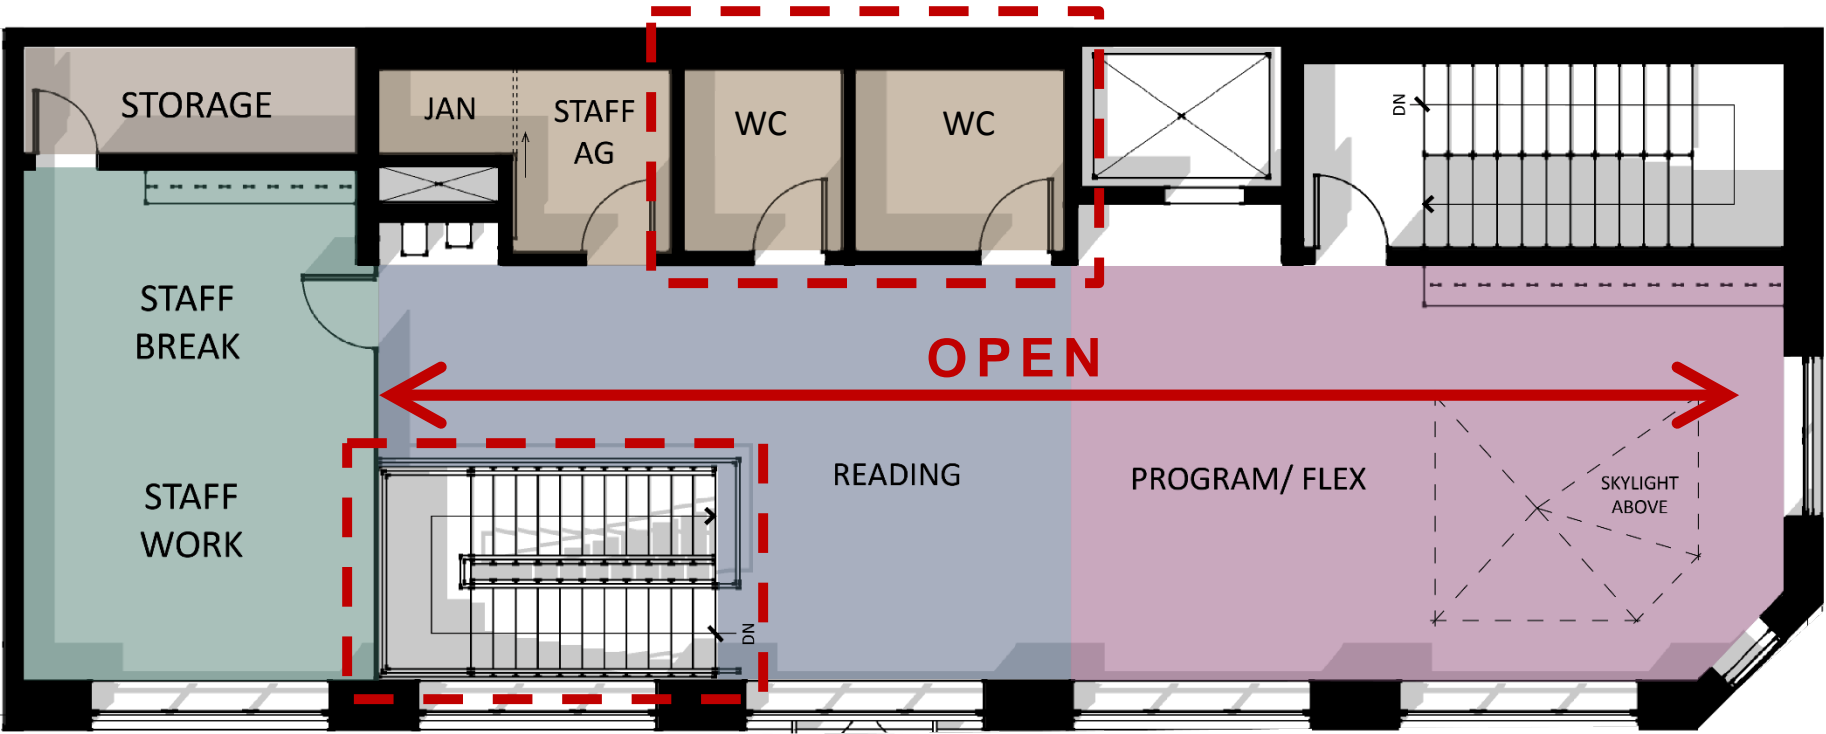 STORAGE
JAN
STAFF
AG
WC
WC
DN
STAFF
BREAK
OPEN
STAFF
WORK
READING
PROGRAM/ FLEX
SKYLIGHT
ABOVE
DN